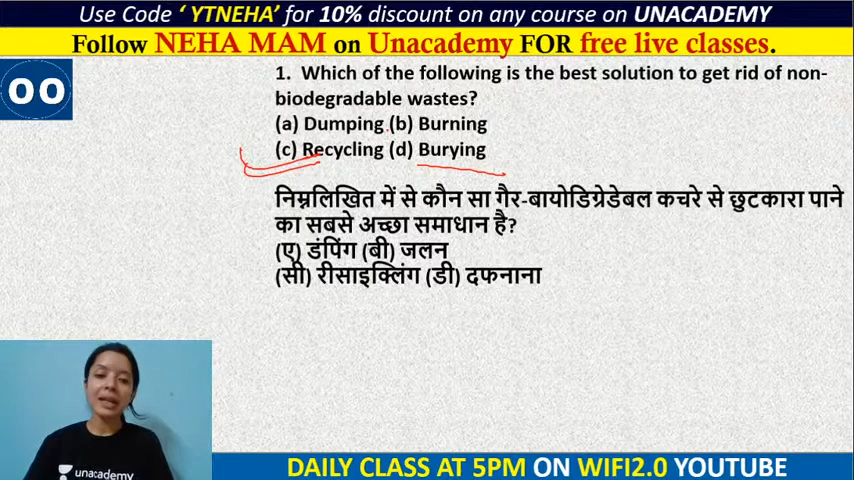 Use Code ‘ YTNEHA’ for 10% discount on any course on UNACADEMY
Follow NEHA MAM on Unacademy FOR free live classes.
00
1. Which of the following is the best solution to get rid of non-
biodegradable wastes?
(a) Dumping (b) Burning
(c) Recycling (d) Burying
निम्नलिखित में से कौन सा गैर-बायोडिग्रेडेबल कचरे से छुटकारा पाने
का सबसे अच्छा समाधान है?
(ए) डंपिंग (बी) जलन
(सी) रीसाइक्लिंग (डी) दफनाना
unacademy
DAILY CLASS AT 5PM ON WIFI2.0 YOUTUBE